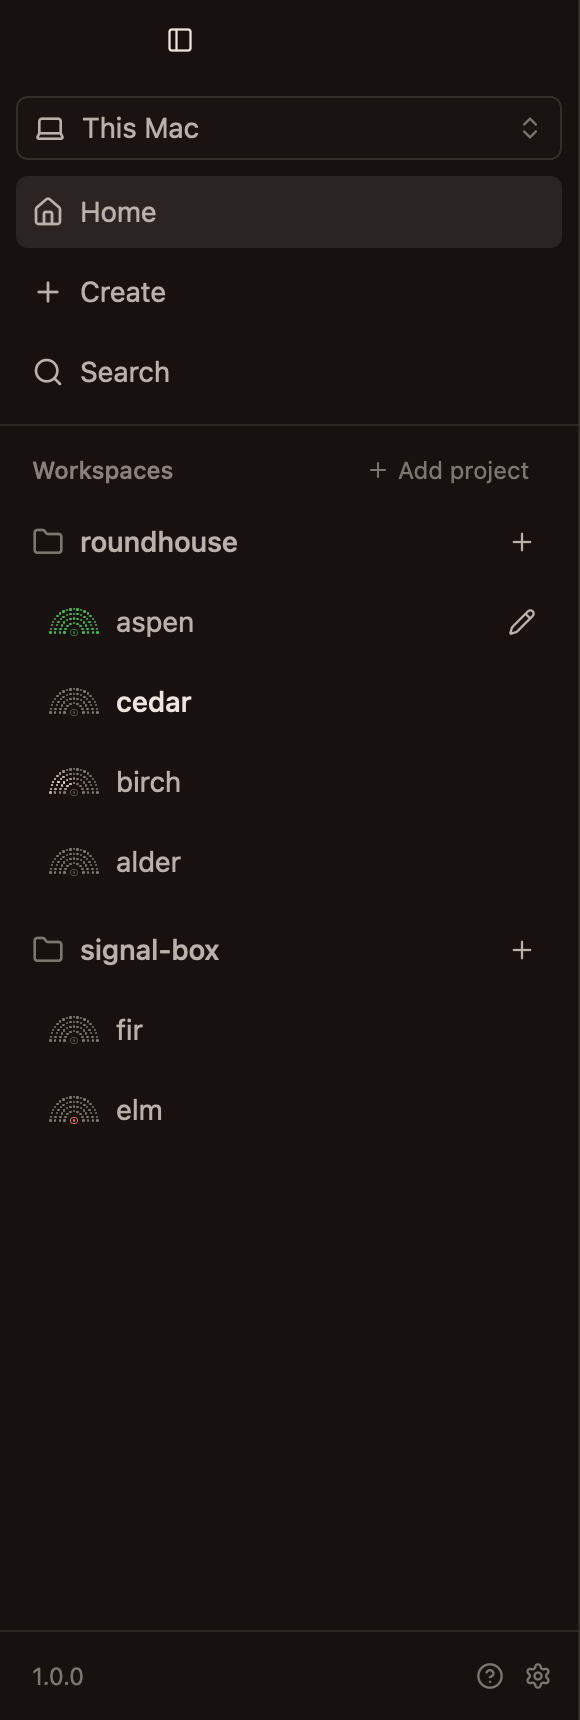 This Mac
Home
Create
Search
Workspaces
Add project
roundhouse
aspen
cedar
birch
alder
signal-box
fir
elm
1.0.0